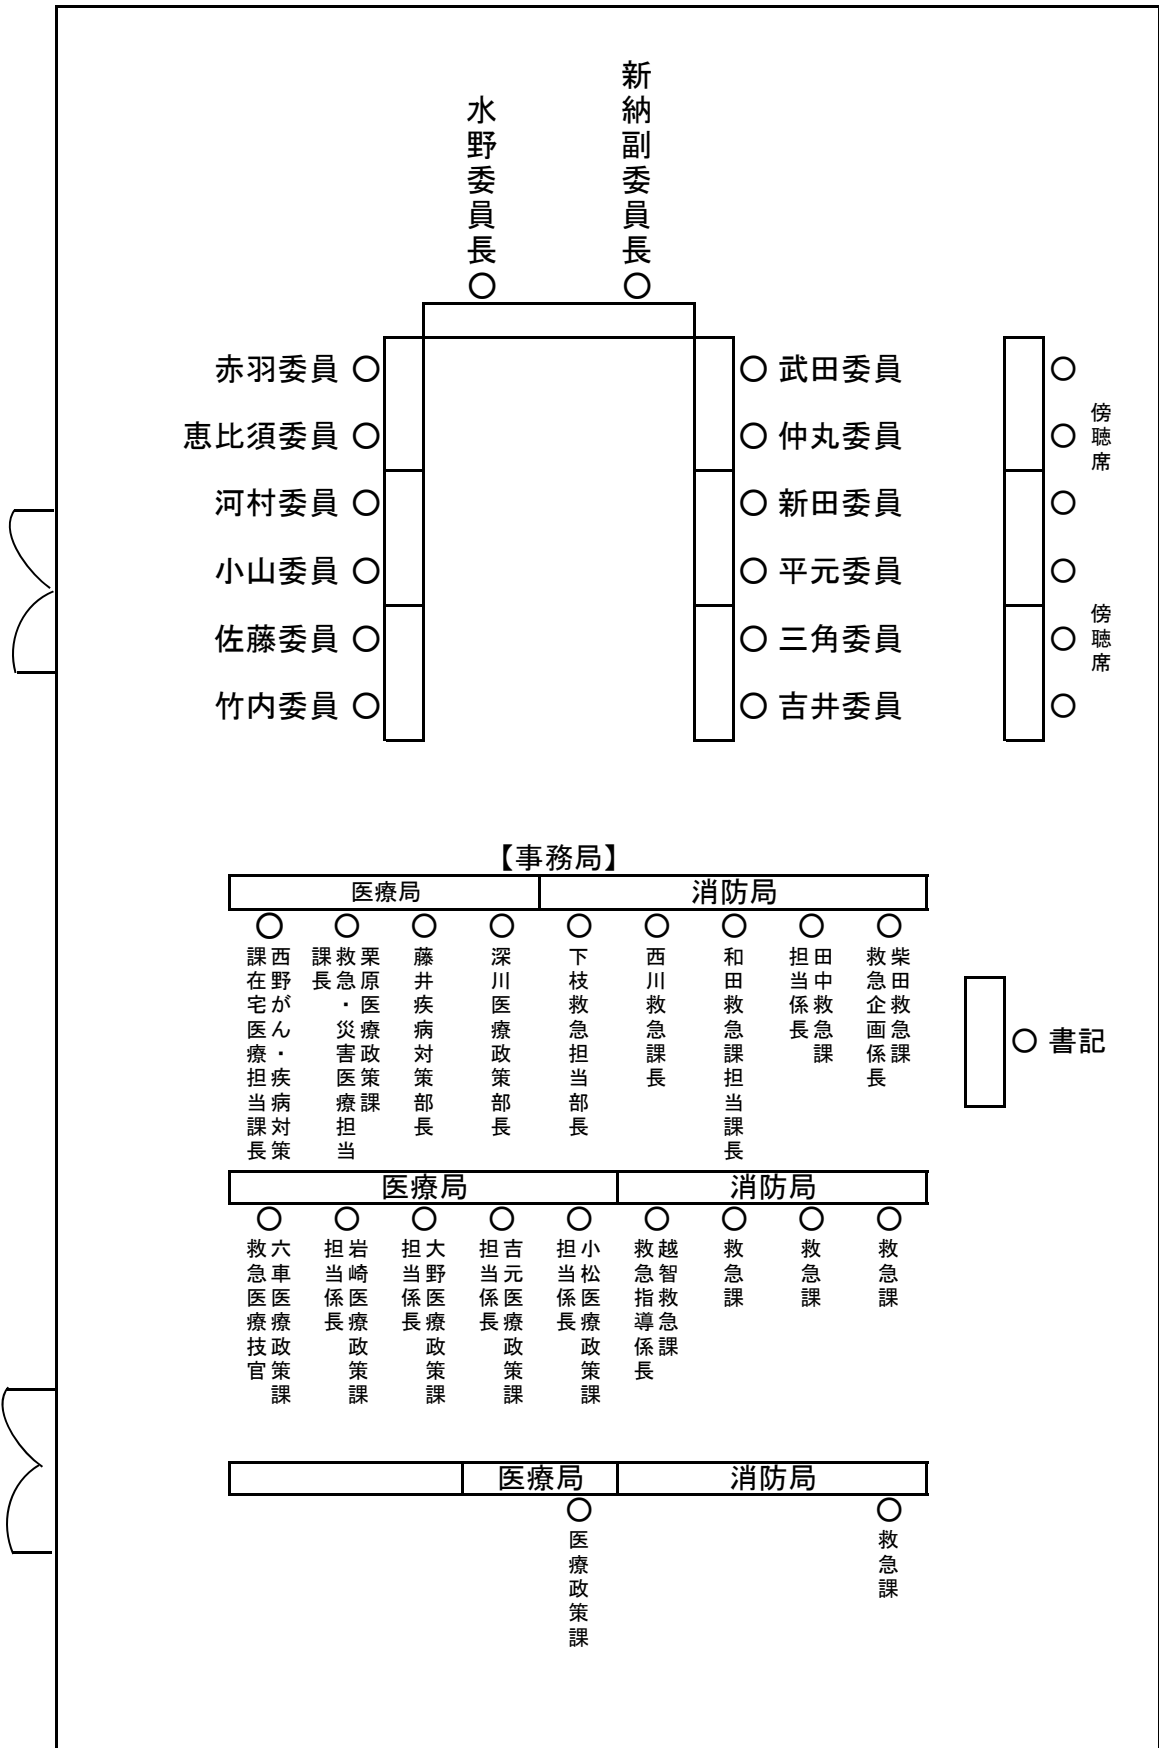 新納副委員長
水野委員長
赤羽委員
恵比須委員
河村委員
小山委員
佐藤委員
竹内委員
武田委員
仲丸委員
新田委員
平元委員
三角委員
吉井委員
傍聴席
傍聴席
【事務局】
医療局
消防局
西野がん・疾病対策
課在宅医療担当課長
栗原医療政策課
救急・災害医療担当
課長
藤井疾病対策部長
深川医療政策部長
下枝救急担当部長
西川救急課長
和田救急課担当課長
田中救急課
担当係長
柴田救急課
救急企画係長
書記
医療局
消防局
六車医療政策課
救急医療技官
岩崎医療政策課
担当係長
大野医療政策課
担当係長
吉元医療政策課
担当係長
小松医療政策課
担当係長
越智救急課
救急指導係長
救急課
救急課
救急課
医療局
消防局
医療政策課
救急課